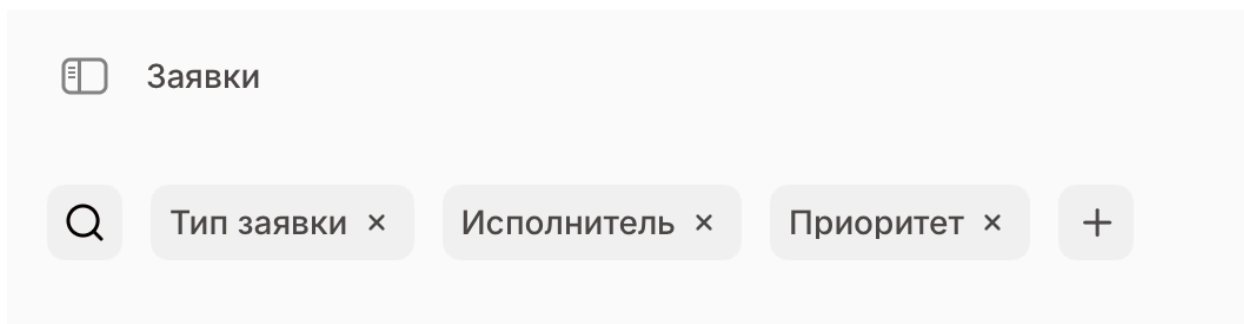 Заявки
Тип заявки × Исполнитель × Приоритет × +